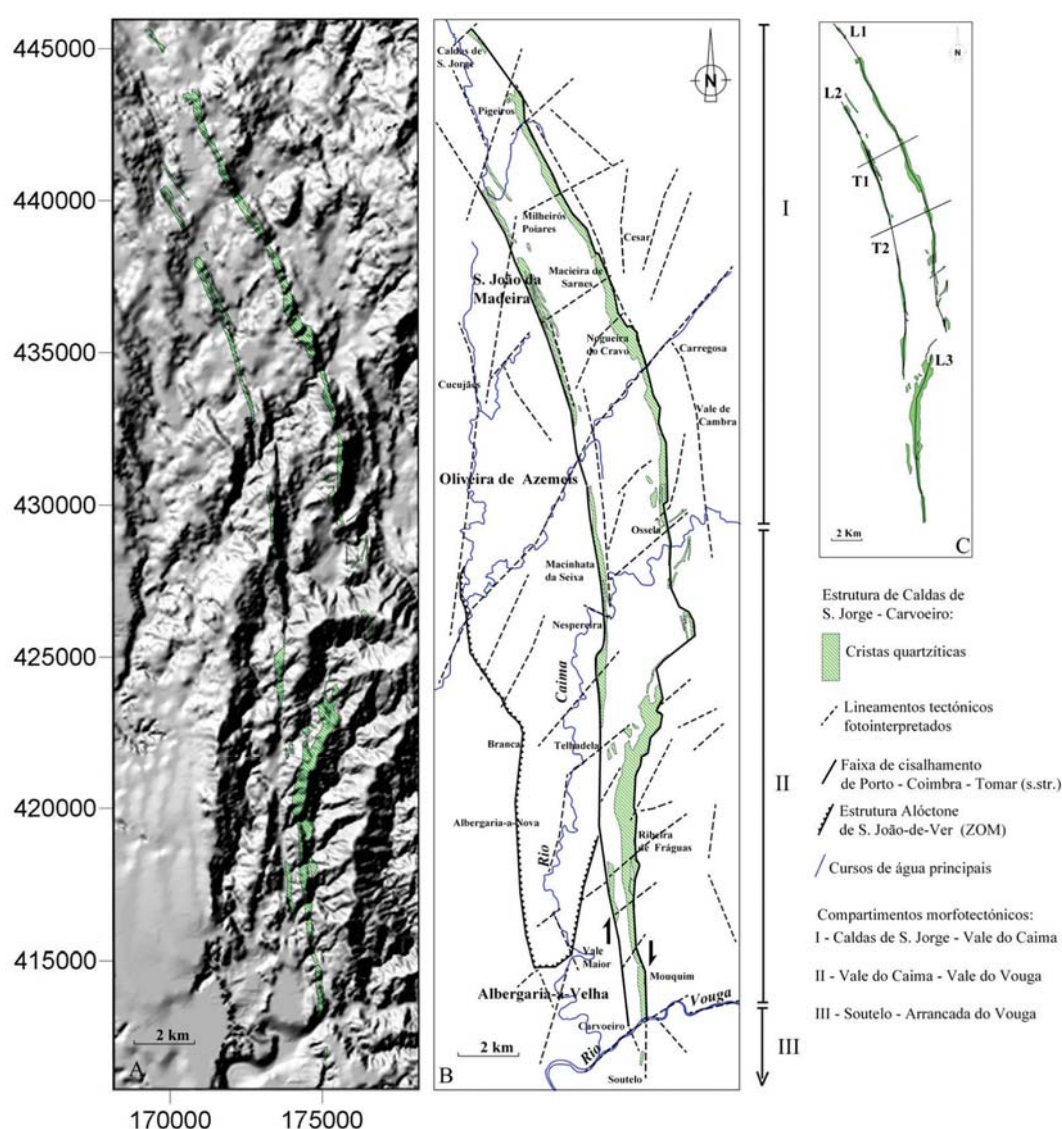 445000
440000
435000
430000
425000
420000
415000
170000
175000
2 km
A
Caldas de
S. Jorge
N
Pigeiros
Milheirós
Poiares
Cesar
Macieira de
Sarnes
S. João da
Madeira
Nogueira
do Cravo
Carregosa
Cucujães
Vale de
Cambra
Oliveira de Azemeis
Ossela
Macinhata
da Seixa
Nespereira
Caima
Branca
Telhadela
Albergaria-a-Nova
Ribeira
de Fráguas
Rio
Vale
Maior
Mouquim
Albergaria-a-Velha
Vouga
Carvoeiro
2 km
Rio
B
Soutelo
I
II
III
L1
N
L2
T1
T2
L3
2 Km
C
Estrutura de Caldas de
S. Jorge - Carvoeiro:
Cristas quartzíticas
Lineamentos tectónicos
fotointerpretados
Faixa de cisalhamento
de Porto - Coimbra - Tomar (s.str.)
Estrutura Alóctone
de S. João-de-Ver (ZOM)
Cursos de água principais
Compartimentos morfotectónicos:
I - Caldas de S. Jorge - Vale do Caima
II - Vale do Caima - Vale do Vouga
III - Soutelo - Arrancada do Vouga